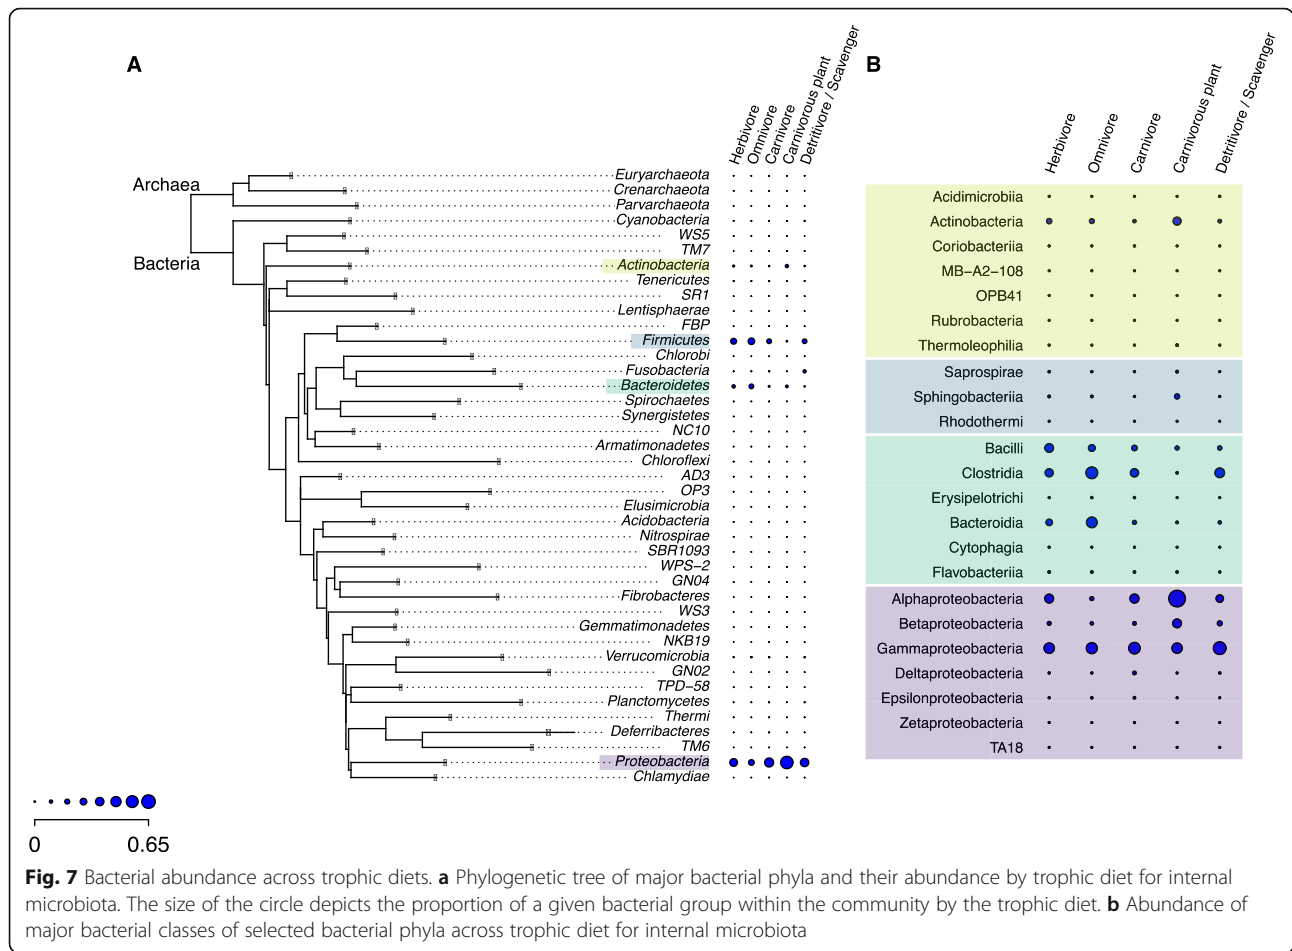 A
Herbivore
Omnivore
Carnivore
Carnivorous plant
Detritivore / Scavenger
Archaea
Bacteria
Euryarchaeota
Crenarchaeota
Parvarchaeota
Cyanobacteria
WS5
TM7
Actinobacteria
Tenericutes
SR1
Lentisphaerae
FBP
Firmicutes
Chlorobi
Fusobacteria
Bacteroidetes
Spirochaetes
Synergistetes
NC10
Armatimonadetes
Chloroflexi
AD3
OP3
Elusimicrobia
Acidobacteria
Nitrospirae
SBR1093
WPS−2
GN04
Fibrobacteres
WS3
Gemmatimonadetes
NKB19
Verrucomicrobia
GN02
TPD−58
Planctomycetes
Thermi
Deferribacteres
TM6
Proteobacteria
Chlamydiae
0 0.65
B
Herbivore
Omnivore
Carnivore
Carnivorous plant
Detritivore / Scavenger
Acidimicrobiia
Actinobacteria
Coriobacteriia
MB−A2−108
OPB41
Rubrobacteria
Thermoleophilia
Saprospirae
Sphingobacteriia
Rhodothermi
Bacilli
Clostridia
Erysipelotrichi
Bacteroidia
Cytophagia
Flavobacteriia
Alphaproteobacteria
Betaproteobacteria
Gammaproteobacteria
Deltaproteobacteria
Epsilonproteobacteria
Zetaproteobacteria
TA18
Fig. 7 Bacterial abundance across trophic diets. a Phylogenetic tree of major bacterial phyla and their abundance by trophic diet for internal
microbiota. The size of the circle depicts the proportion of a given bacterial group within the community by the trophic diet. b Abundance of
major bacterial classes of selected bacterial phyla across trophic diet for internal microbiota